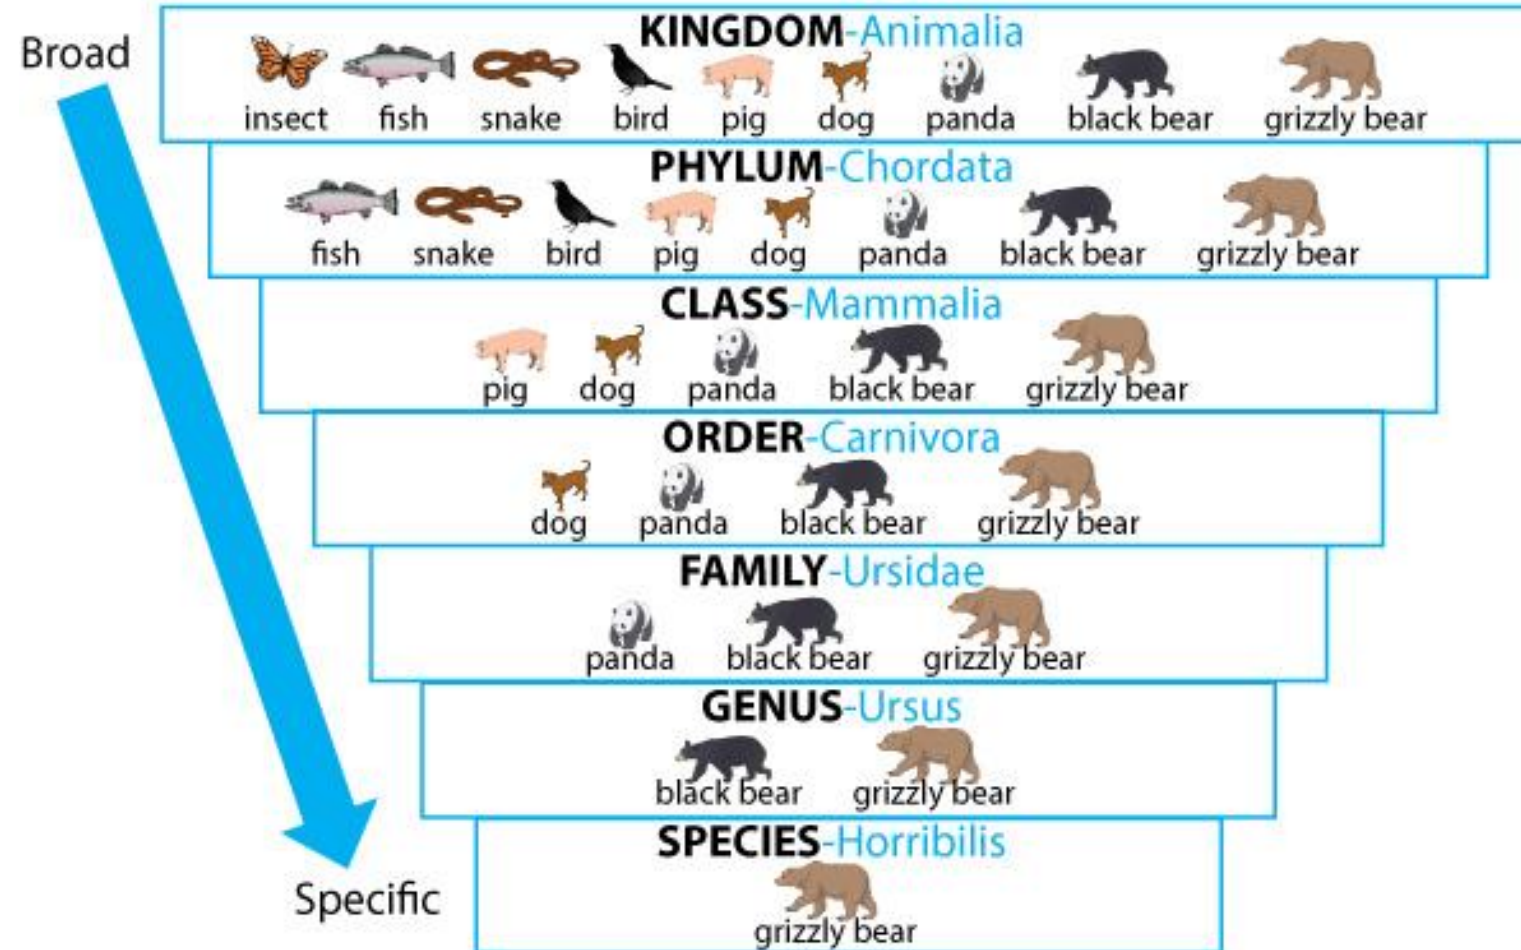 Broad
KINGDOM-Animalia
insect fish snake bird pig dog panda black bear grizzly bear
PHYLUM-Chordata
fish snake bird pig dog panda black bear grizzly bear
CLASS-Mammalia
pig dog panda black bear grizzly bear
ORDER-Carnivora
dog panda black bear grizzly bear
FAMILY-Ursidae
panda black bear grizzly bear
GENUS-Ursus
black bear grizzly bear
SPECIES-Horribilis
grizzly bear
Specific